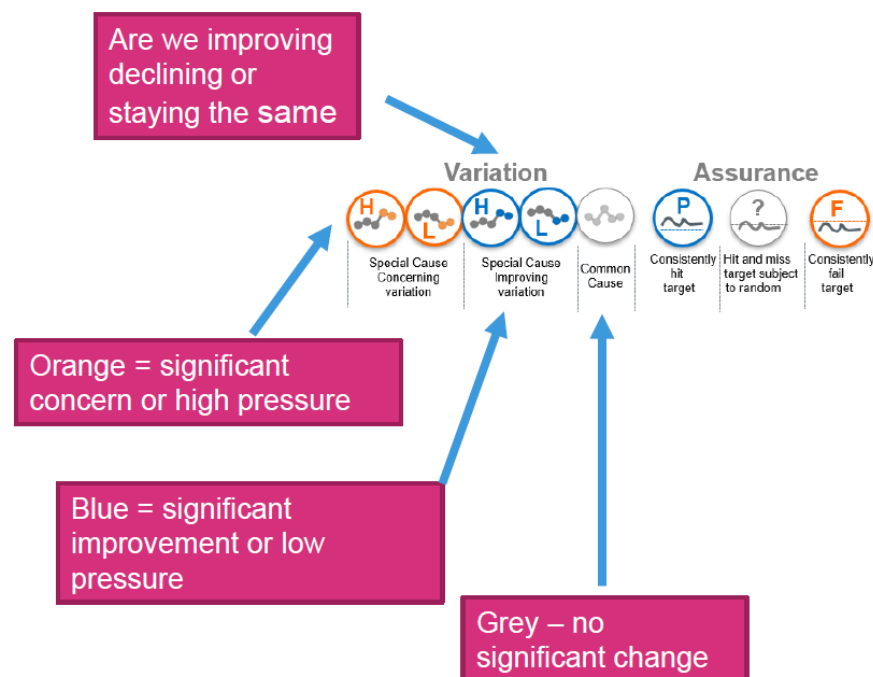 Are we improving
declining or
staying the same
Variation
Assurance
H
L
H
L
P
?
F
Special Cause
Concerning
variation
Special Cause
Improving
variation
Common
Cause
Consistently
hit
target
Hit and miss
target subject
to random
Consistently
fail
target
Orange = significant
concern or high pressure
Blue = significant
improvement or low
pressure
Grey – no
significant change